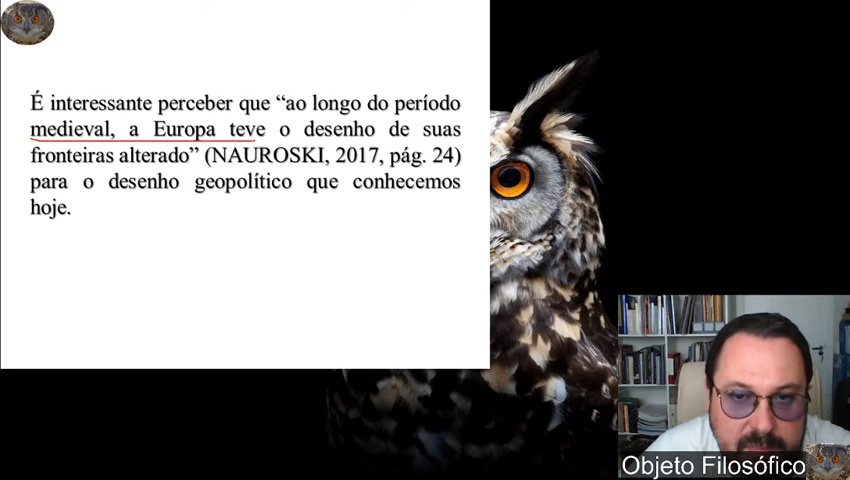 É interessante perceber que “ao longo do período
medieval, a Europa teve o desenho de suas
fronteiras alterado” (NAUROSKI, 2017, pág. 24)
para o desenho geopolítico que conhecemos
hoje.
Objeto Filosófico